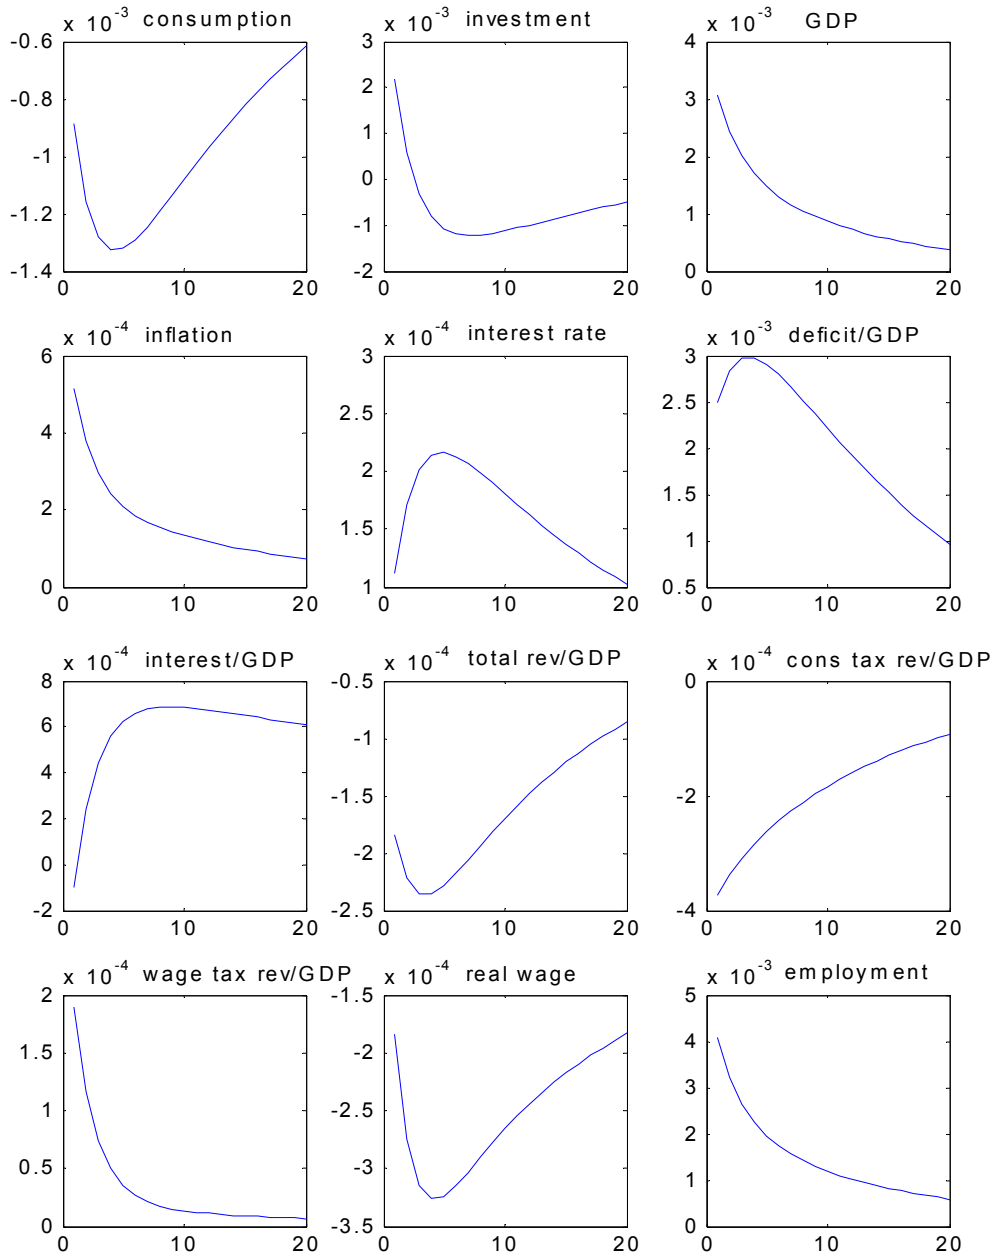 x 10^-3 consumption
-0.6
-0.8
-1
-1.2
-1.4
0 10 20
x 10^-3 investment
3
2
1
0
-1
-2
0 10 20
x 10^-3 GDP
4
3
2
1
0
0 10 20
x 10^-4 inflation
6
4
2
0
0 10 20
x 10^-4 interest rate
3
2.5
2
1.5
1
0 10 20
x 10^-3 deficit/GDP
3
2.5
2
1.5
1
0.5
0 10 20
x 10^-4 interest/GDP
8
6
4
2
0
-2
0 10 20
x 10^-4 total rev/GDP
-0.5
-1
-1.5
-2
-2.5
0 10 20
x 10^-4 cons tax rev/GDP
0
-2
-4
0 10 20
x 10^-4 wage tax rev/GDP
2
1.5
1
0.5
0
0 10 20
x 10^-4 real wage
-1.5
-2
-2.5
-3
-3.5
0 10 20
x 10^-3 employment
5
4
3
2
1
0
0 10 20